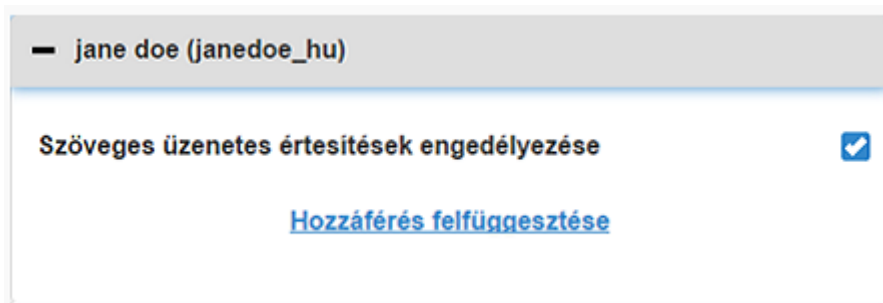 jane doe (janedoe_hu)
Szöveges üzenetes értesítések engedélyezése
Hozzáférés felfüggesztése